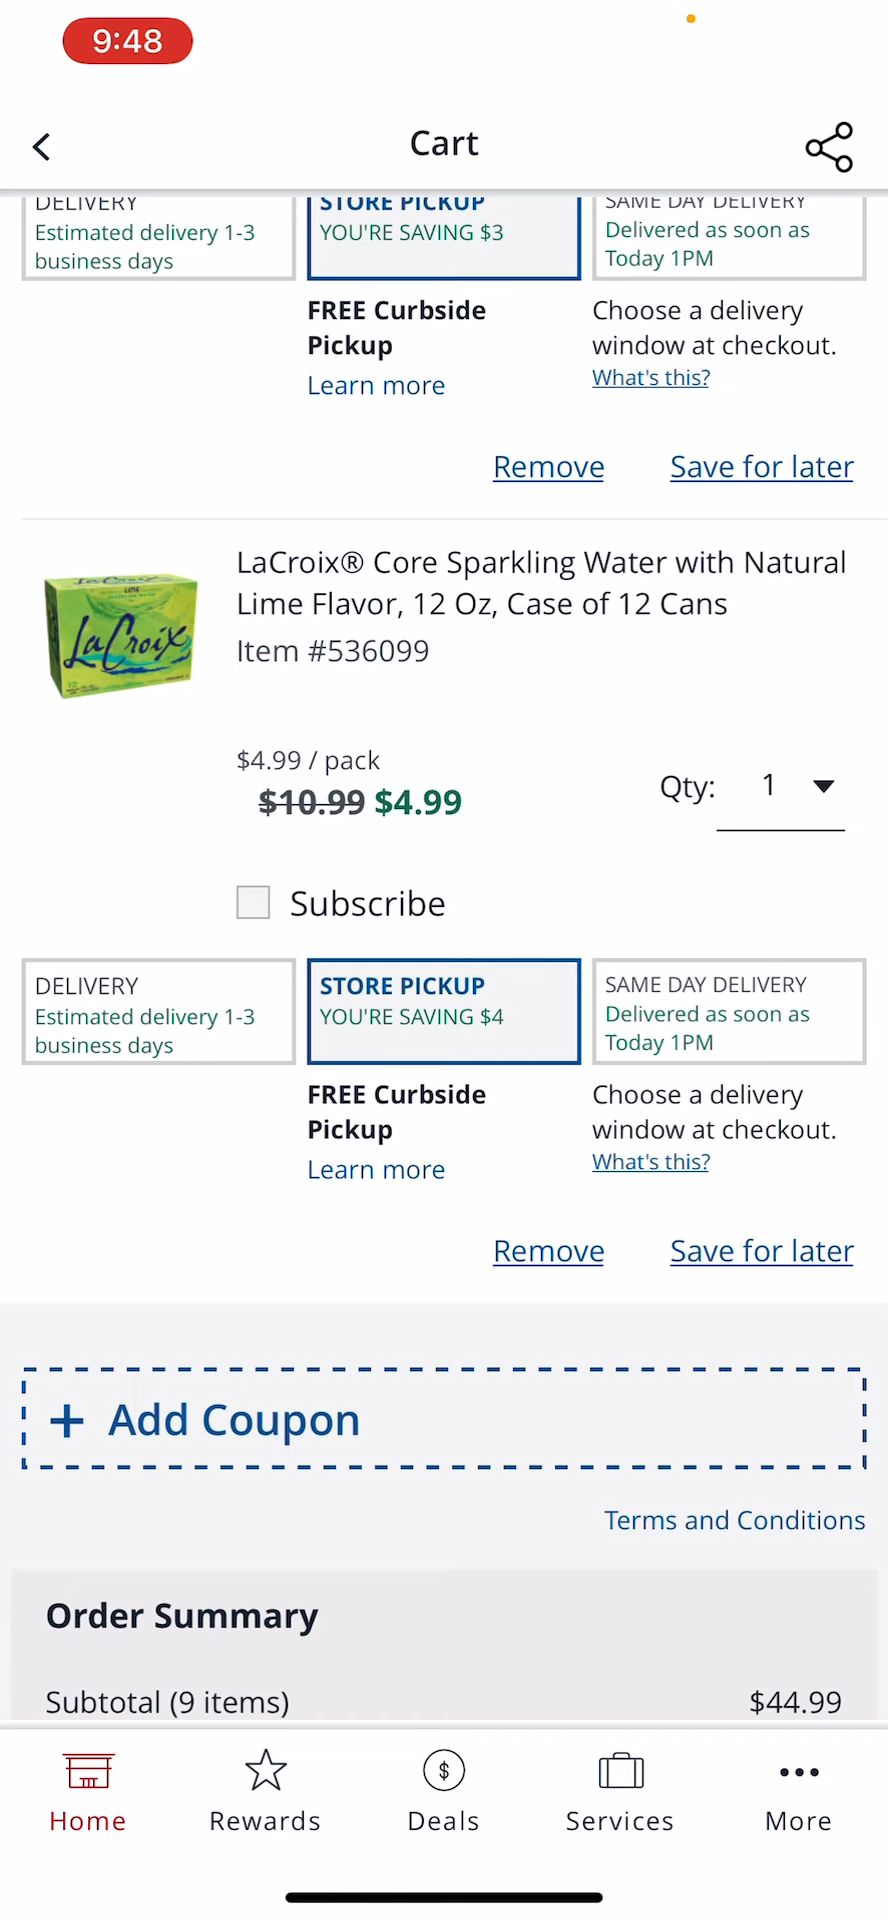 9:48
Cart
DELIVERY
Estimated delivery 1-3
business days
STORE PICKUP
YOU'RE SAVING $3
SAME DAY DELIVERY
Delivered as soon as
Today 1PM
FREE Curbside
Pickup
Learn more
Choose a delivery
window at checkout.
What's this?
Remove
Save for later
LaCroix
LaCroix® Core Sparkling Water with Natural
Lime Flavor, 12 Oz, Case of 12 Cans
Item #536099
$4.99 / pack
$10.99 $4.99
Qty: 1
Subscribe
DELIVERY
Estimated delivery 1-3
business days
STORE PICKUP
YOU'RE SAVING $4
SAME DAY DELIVERY
Delivered as soon as
Today 1PM
FREE Curbside
Pickup
Learn more
Choose a delivery
window at checkout.
What's this?
Remove
Save for later
+ Add Coupon
Terms and Conditions
Order Summary
Subtotal (9 items) $44.99
Home
Rewards
$
Deals
Services
More